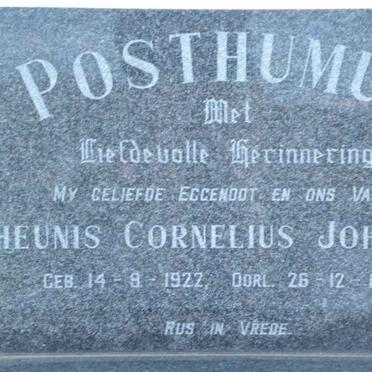 POSTHUMU
Met
Liefdevolle Herinnering
MY GELIEFDE EGGENOOT EN ONS VA
HEUNIS CORNELIUS JOH
GEB. 14-8-1922, OORL. 26-12-
RUS IN VREDE.